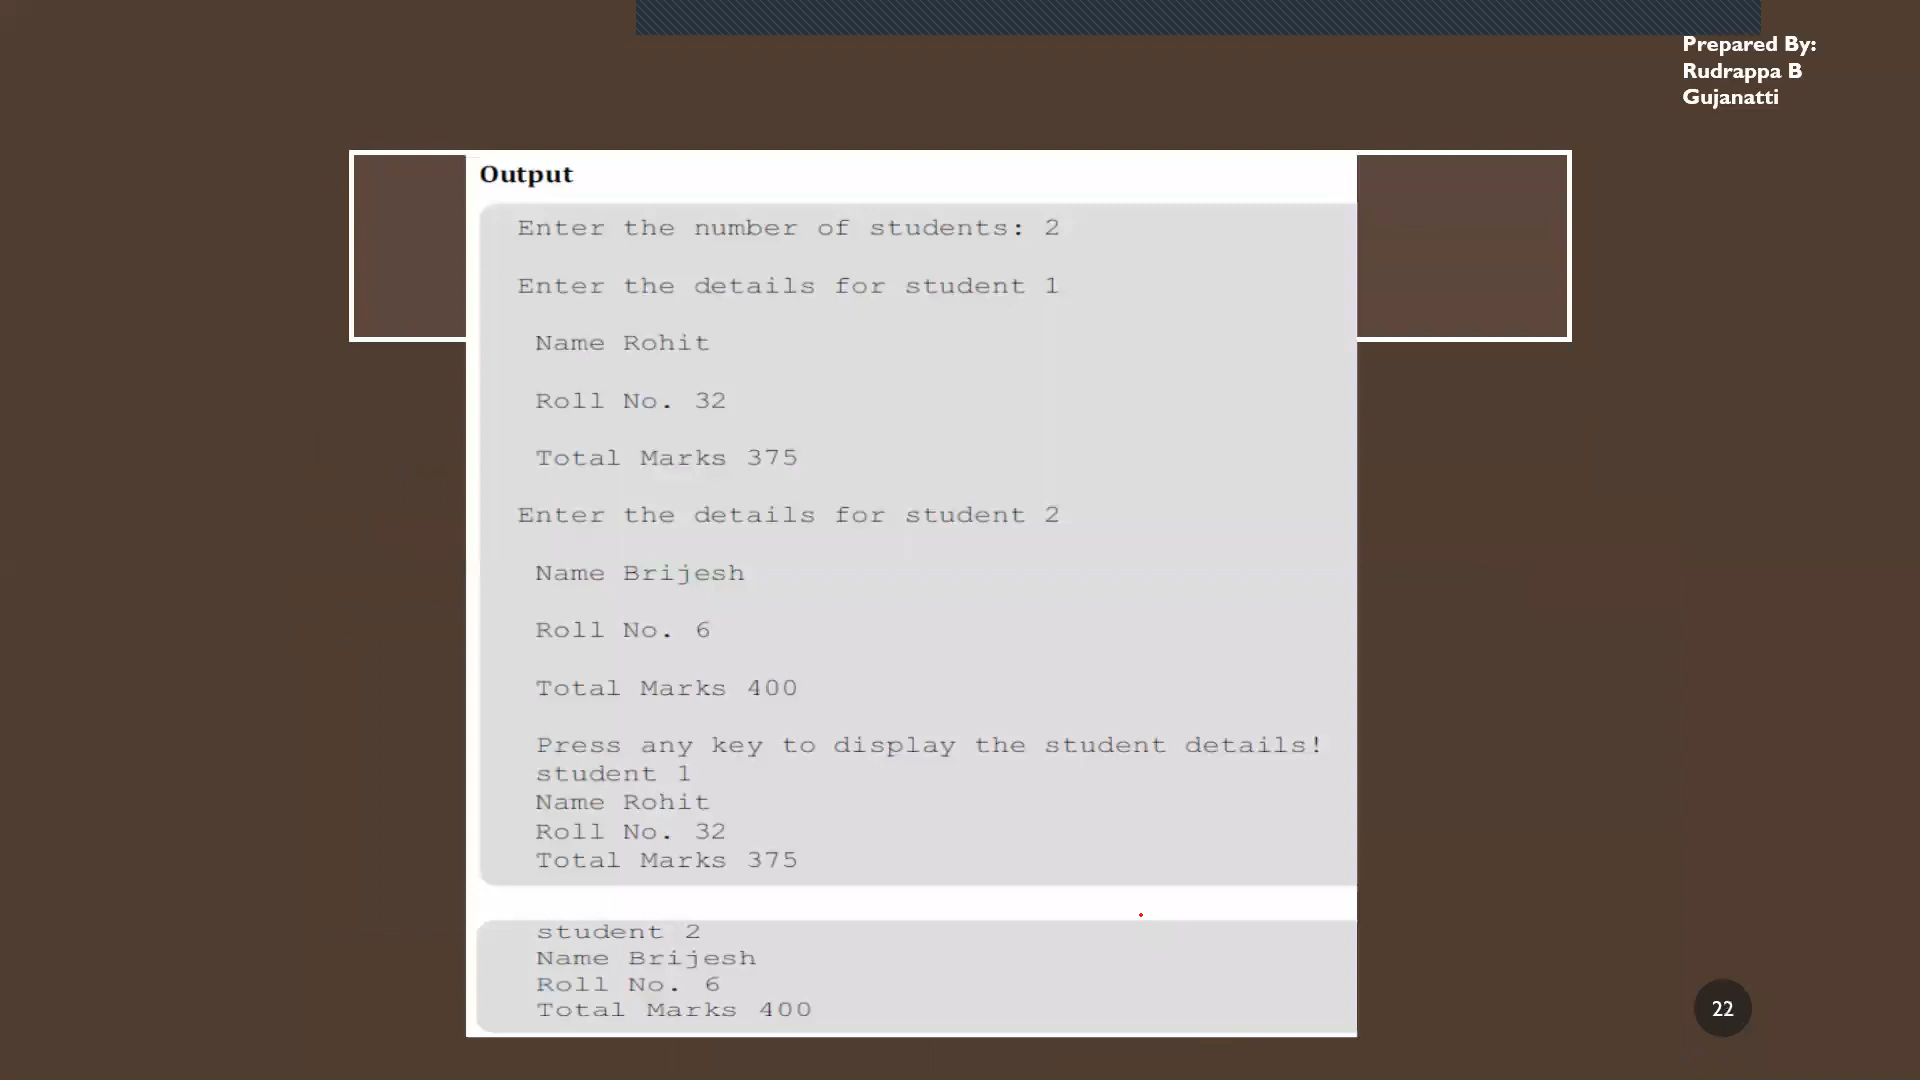 Prepared By:
Rudrappa B
Gujanatti
Output
Enter the number of students: 2
Enter the details for student 1
Name Rohit
Roll No. 32
Total Marks 375
Enter the details for student 2
Name Brijesh
Roll No. 6
Total Marks 400
Press any key to display the student details!
student 1
Name Rohit
Roll No. 32
Total Marks 375
student 2
Name Brijesh
Roll No. 6
Total Marks 400
22